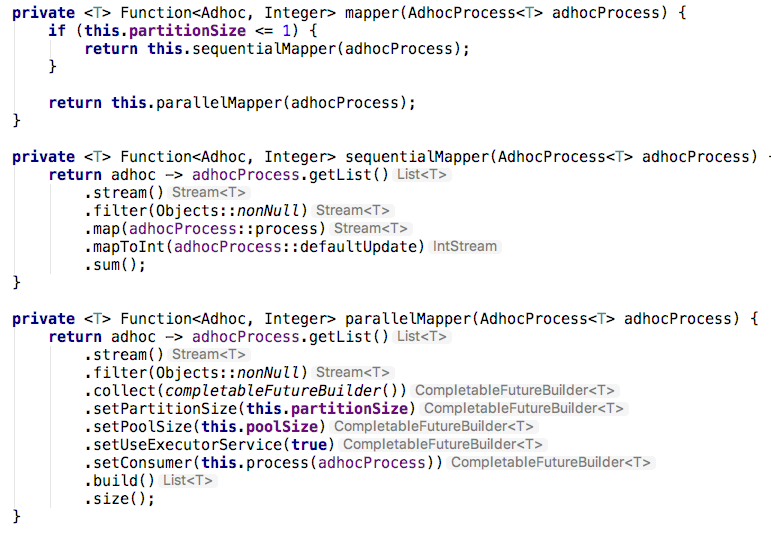 private <T> Function<Adhoc, Integer> mapper(AdhocProcess<T> adhocProcess) {
    if (this.partitionSize <= 1) {
        return this.sequentialMapper(adhocProcess);
    }

    return this.parallelMapper(adhocProcess);
}

private <T> Function<Adhoc, Integer> sequentialMapper(AdhocProcess<T> adhocProcess) {
    return adhoc -> adhocProcess.getList() List<T>
        .stream() Stream<T>
        .filter(Objects::nonNull) Stream<T>
        .map(adhocProcess::process) Stream<T>
        .mapToInt(adhocProcess::defaultUpdate) IntStream
        .sum();
}

private <T> Function<Adhoc, Integer> parallelMapper(AdhocProcess<T> adhocProcess) {
    return adhoc -> adhocProcess.getList() List<T>
        .stream() Stream<T>
        .filter(Objects::nonNull) Stream<T>
        .collect(completableFutureBuilder()) CompletableFutureBuilder<T>
        .setPartitionSize(this.partitionSize) CompletableFutureBuilder<T>
        .setPoolSize(this.poolSize) CompletableFutureBuilder<T>
        .setUseExecutorService(true) CompletableFutureBuilder<T>
        .setConsumer(this.process(adhocProcess)) CompletableFutureBuilder<T>
        .build() List<T>
        .size();
}